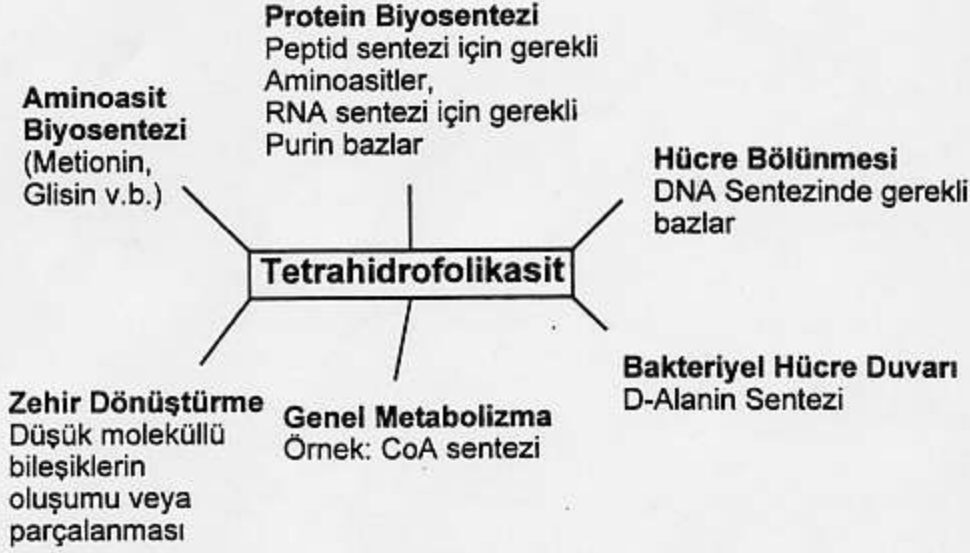 Protein Biyosentezi
Peptid sentezi için gerekli
Aminoasitler,
RNA sentezi için gerekli
Purin bazlar
Aminoasit
Biyosentezi
(Metionin,
Glisin v.b.)
Hücre Bölünmesi
DNA Sentezinde gerekli
bazlar
Tetrahidrofolikasit
Zehir Dönüştürme
Düşük moleküllü
bileşiklerin
oluşumu veya
parçalanması
Genel Metabolizma
Örnek: CoA sentezi
Bakteriyel Hücre Duvarı
D-Alanin Sentezi